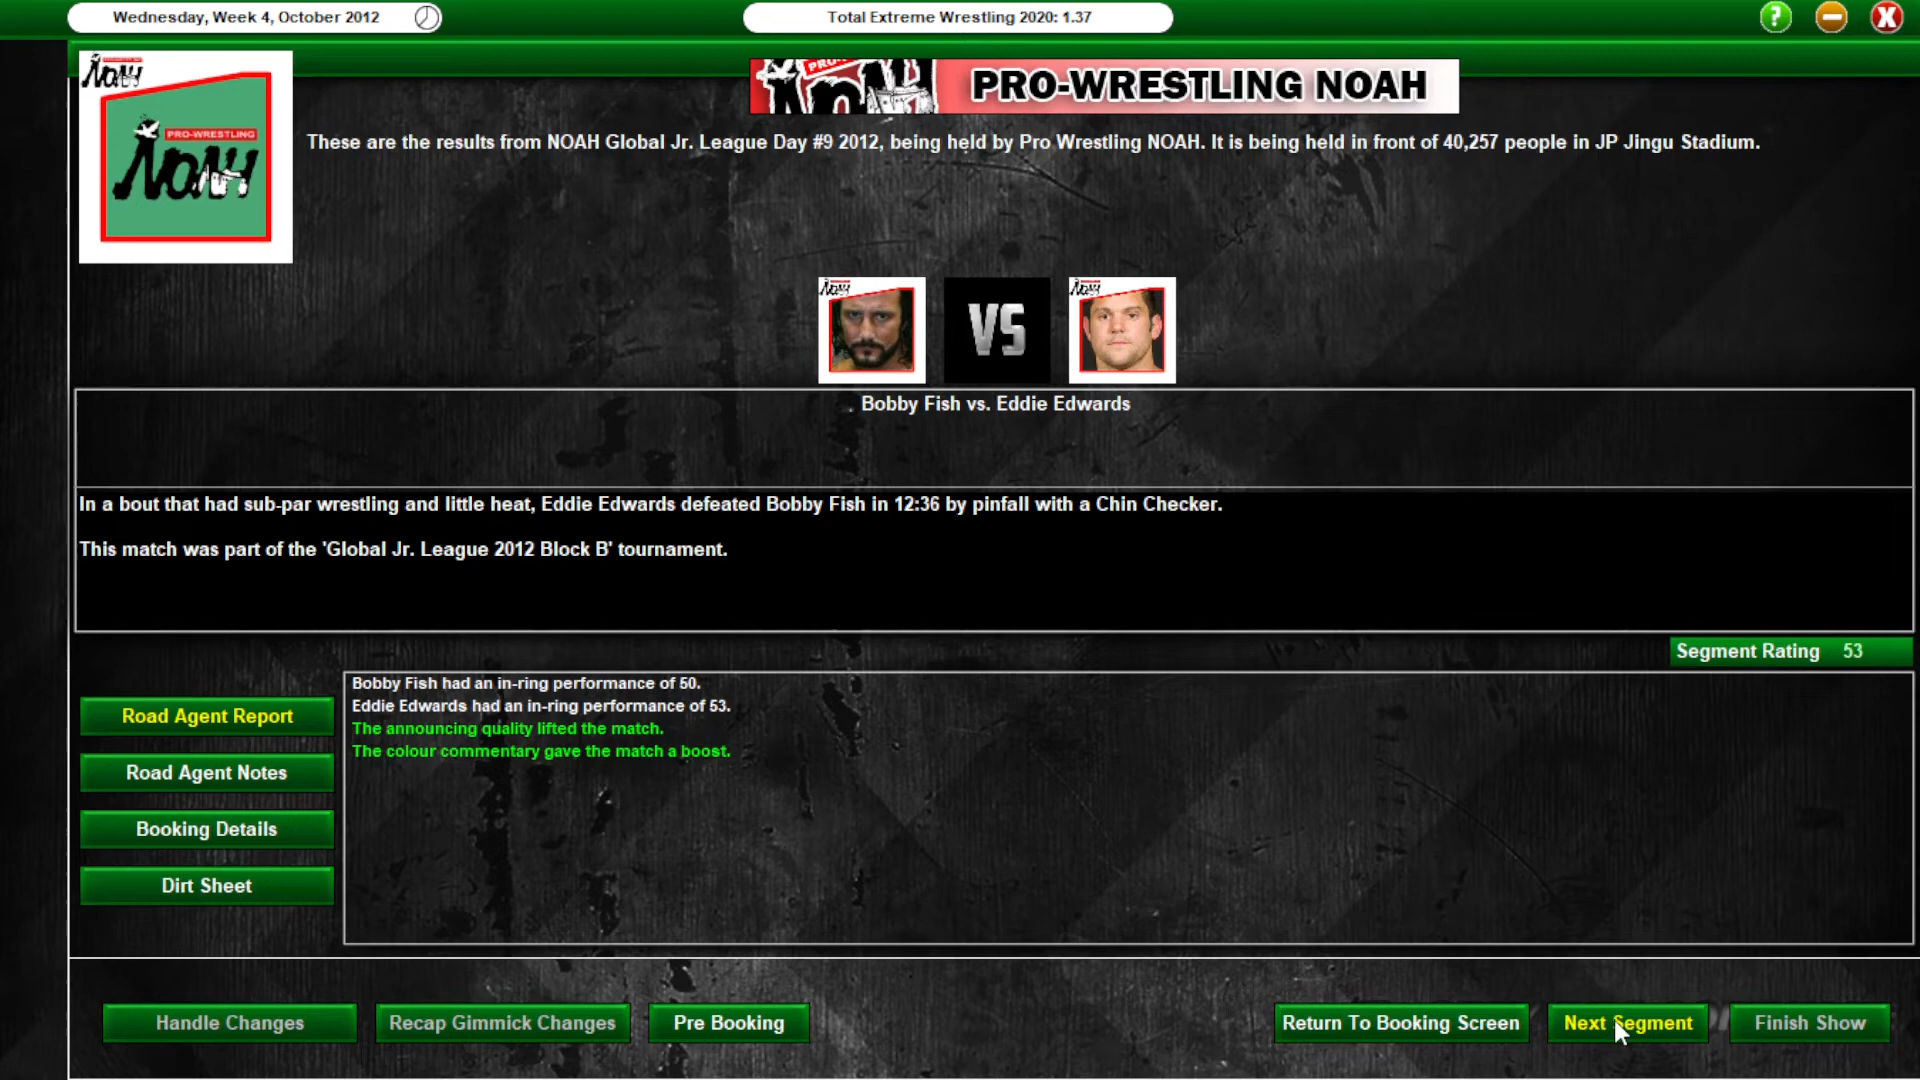 Wednesday, Week 4, October 2012
Total Extreme Wrestling 2020: 1.37
?
X
NOAH
PRO-WRESTLING
NOAH
PRO-WRESTLING NOAH
These are the results from NOAH Global Jr. League Day #9 2012, being held by Pro Wrestling NOAH. It is being held in front of 40,257 people in JP Jingu Stadium.
NOAH
VS
NOAH
Bobby Fish vs. Eddie Edwards
In a bout that had sub-par wrestling and little heat, Eddie Edwards defeated Bobby Fish in 12:36 by pinfall with a Chin Checker.
This match was part of the 'Global Jr. League 2012 Block B' tournament.
Segment Rating 53
Road Agent Report
Road Agent Notes
Booking Details
Dirt Sheet
Bobby Fish had an in-ring performance of 50.
Eddie Edwards had an in-ring performance of 53.
The announcing quality lifted the match.
The colour commentary gave the match a boost.
Handle Changes
Recap Gimmick Changes
Pre Booking
Return To Booking Screen
Next Segment
Finish Show